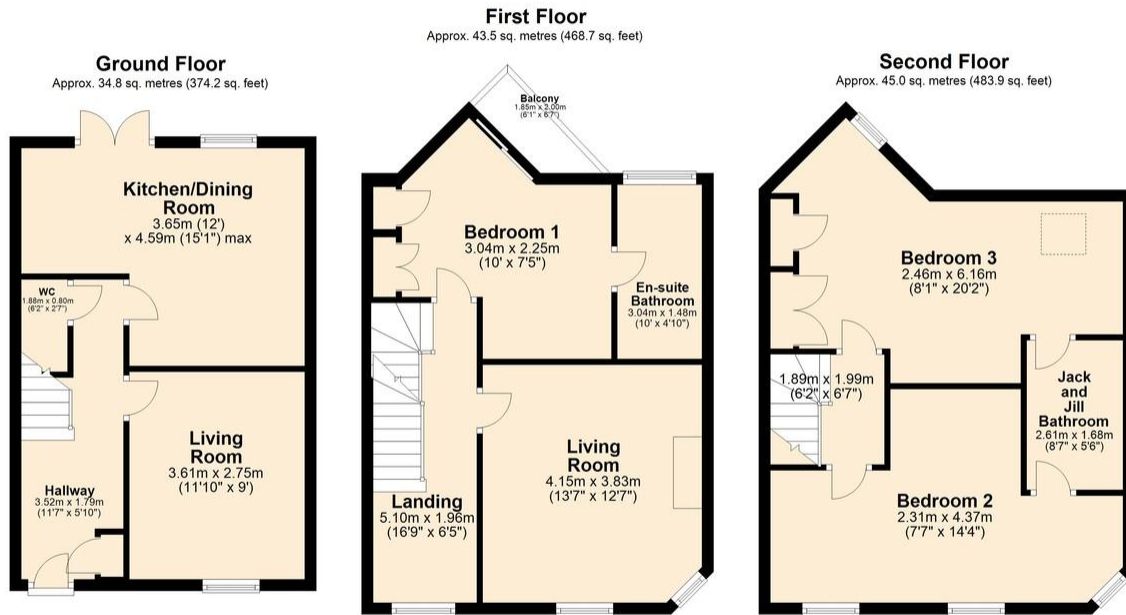 Ground Floor
Approx. 34.8 sq. metres (374.2 sq. feet)
Kitchen/Dining
Room
3.65m (12')
x 4.59m (15'1") max
WC
1.88m x 0.80m
(6'2" x 2'7")
Living
Room
3.61m x 2.75m
(11'10" x 9')
Hallway
3.52m x 1.79m
(11'7" x 5'10")
First Floor
Approx. 43.5 sq. metres (468.7 sq. feet)
Balcony
1.85m x 2.00m
(6'1" x 6'7")
Bedroom 1
3.04m x 2.25m
(10' x 7'5")
En-suite
Bathroom
3.04m x 1.48m
(10' x 4'10")
Living
Room
4.15m x 3.83m
(13'7" x 12'7")
Landing
5.10m x 1.96m
(16'9" x 6'5")
Second Floor
Approx. 45.0 sq. metres (483.9 sq. feet)
Bedroom 3
2.46m x 6.16m
(8'1" x 20'2")
1.89m x 1.99m
(6'2" x 6'7")
Jack
and
Jill
Bathroom
2.61m x 1.68m
(8'7" x 5'6")
Bedroom 2
2.31m x 4.37m
(7'7" x 14'4")